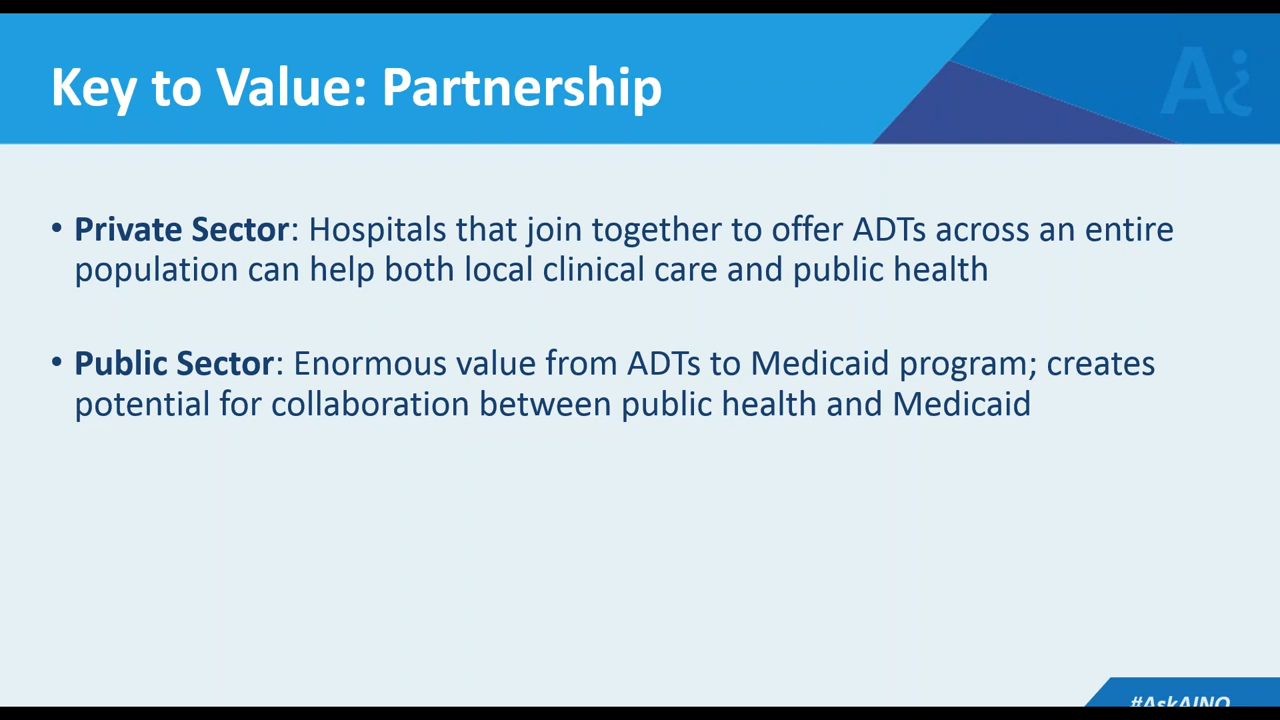 Key to Value: Partnership
• Private Sector: Hospitals that join together to offer ADTs across an entire
population can help both local clinical care and public health
• Public Sector: Enormous value from ADTs to Medicaid program; creates
potential for collaboration between public health and Medicaid
#AskAINQ